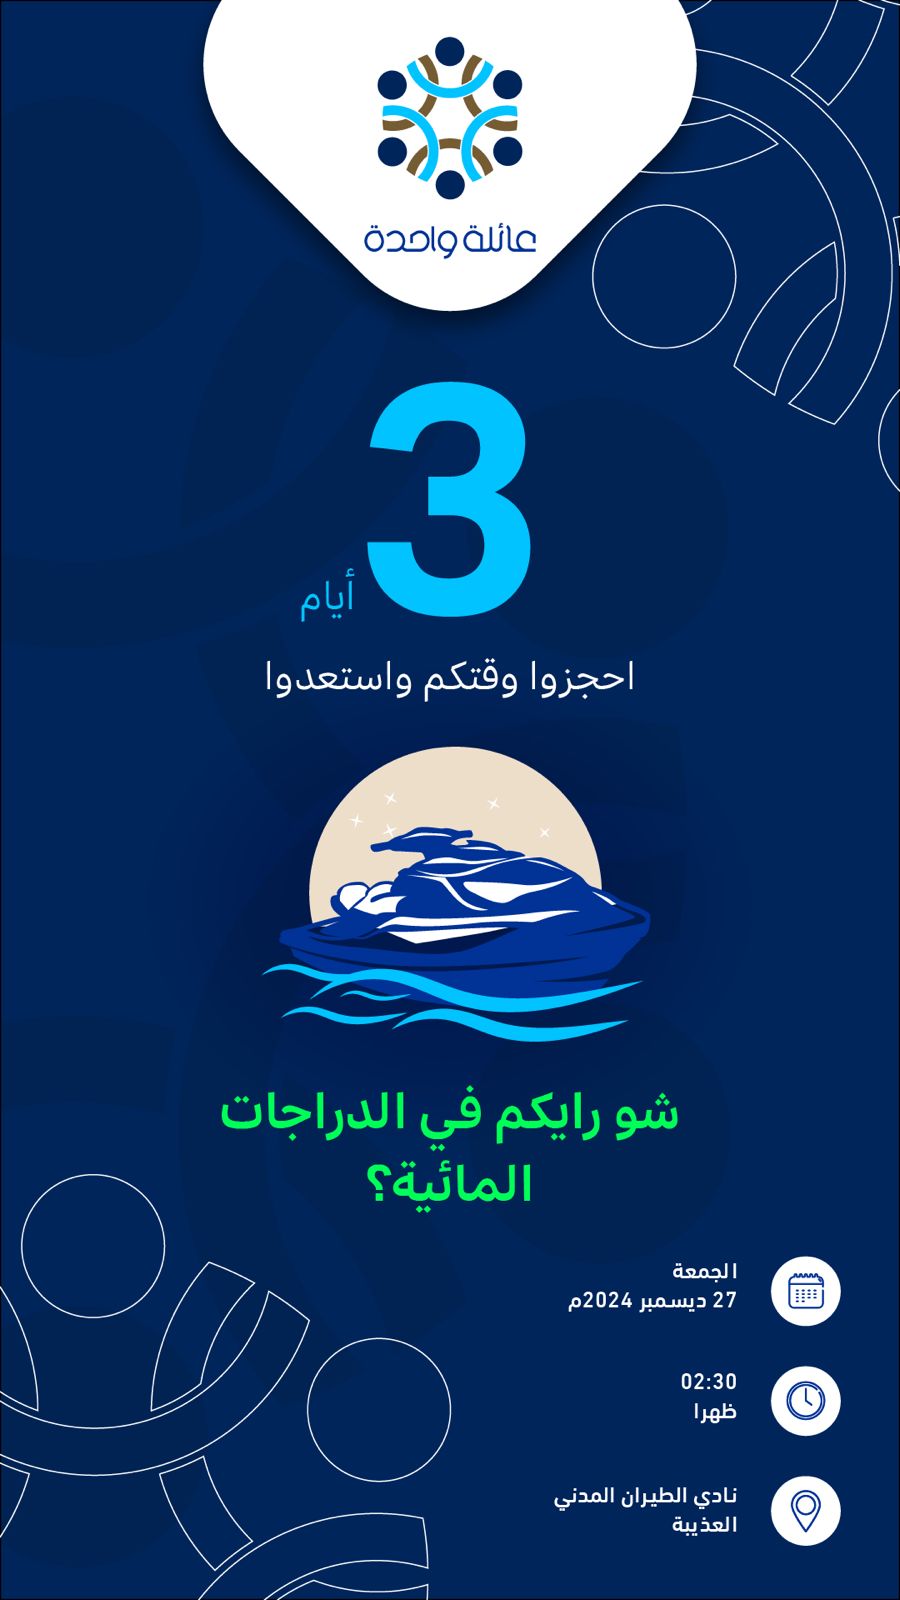 عائلة واحدة
3
أيام
احجزوا وقتكم واستعدوا
شو رايكم في الدراجات
المائية؟
الجمعة
27 ديسمبر 2024م
02:30
ظهرا
نادي الطيران المدني
العذيبة